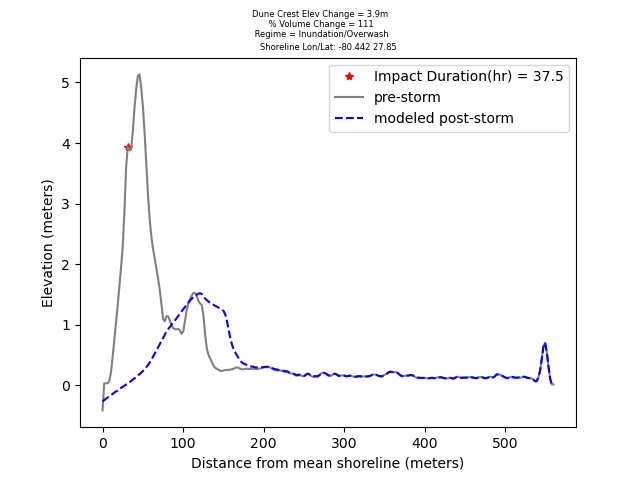 Dune Crest Elev Change = 3.9m
% Volume Change = 111
Regime = Inundation/Overwash
Shoreline Lon/Lat: -80.442 27.85
Impact Duration(hr) = 37.5
pre-storm
modeled post-storm
Elevation (meters)
5
4
3
2
1
0
0 100 200 300 400 500
Distance from mean shoreline (meters)